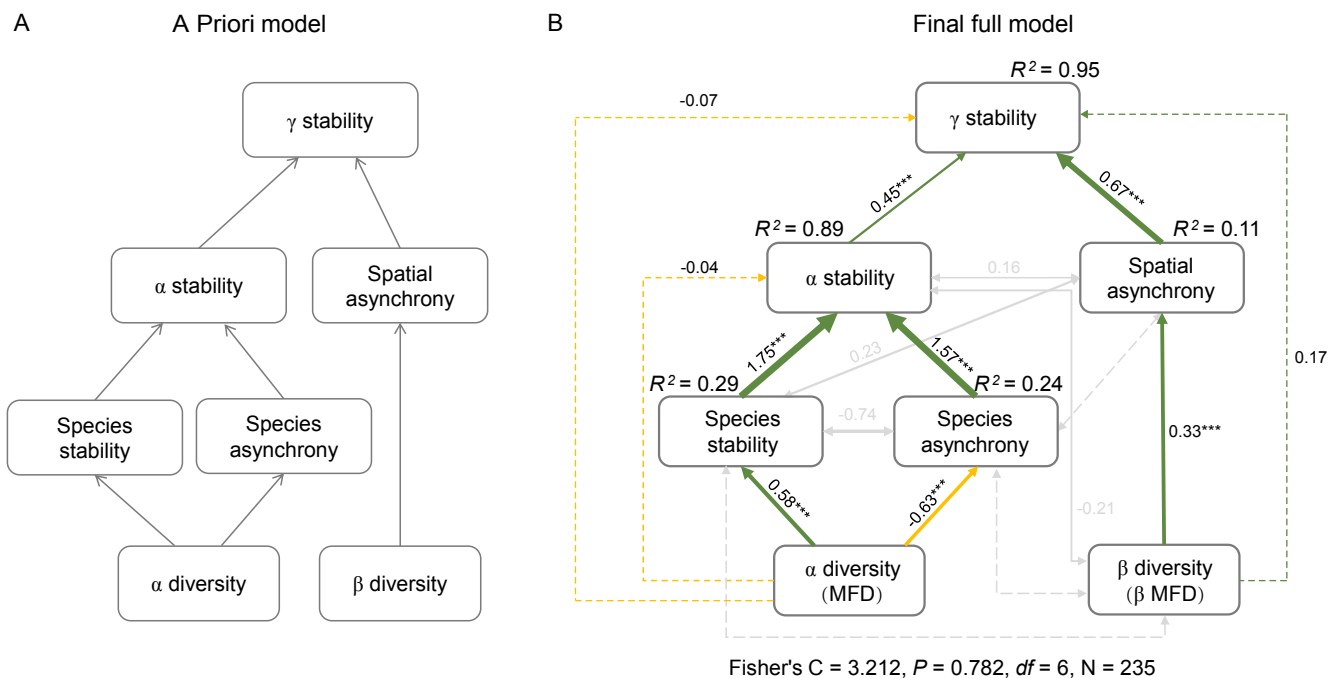 A
A Priori model
γ stability
α stability
Spatial
asynchrony
Species
stability
Species
asynchrony
α diversity
β diversity
B
Final full model
R² = 0.95
-0.07
γ stability
0.45***
0.67***
R² = 0.89
R² = 0.11
-0.04
α stability
0.16
Spatial
asynchrony
1.75***
0.23
1.57***
0.17
R² = 0.29
R² = 0.24
Species
stability
-0.74
Species
asynchrony
0.33***
0.58***
-0.63***
-0.21
α diversity
(MFD)
β diversity
(β MFD)
Fisher's C = 3.212, P = 0.782, df = 6, N = 235